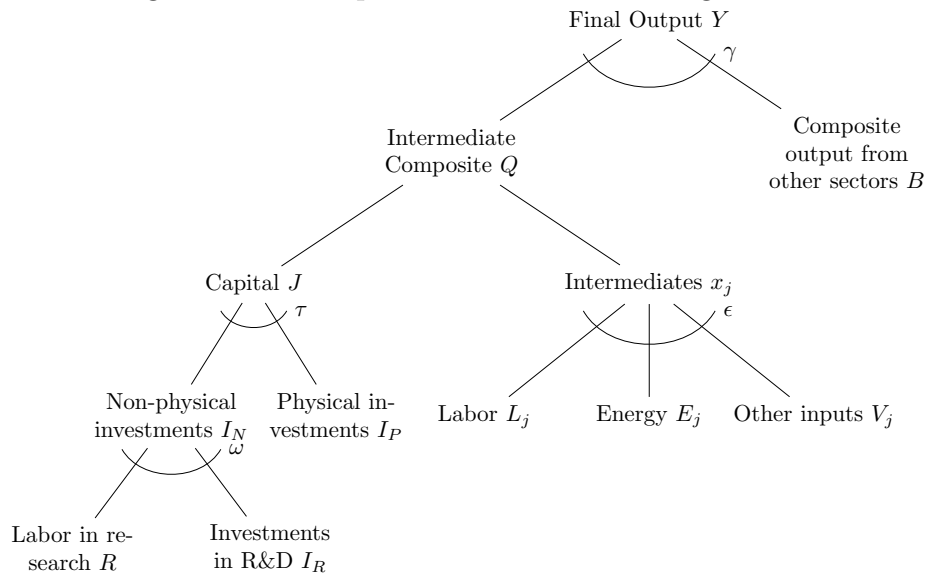 Final Output Y
γ
Intermediate
Composite Q
Composite
output from
other sectors B
Capital J
τ
Intermediates x_j
ϵ
Non-physical
investments I_N
Physical in-
vestments I_P
ω
Labor L_j
Energy E_j
Other inputs V_j
Labor in re-
search R
Investments
in R&D I_R